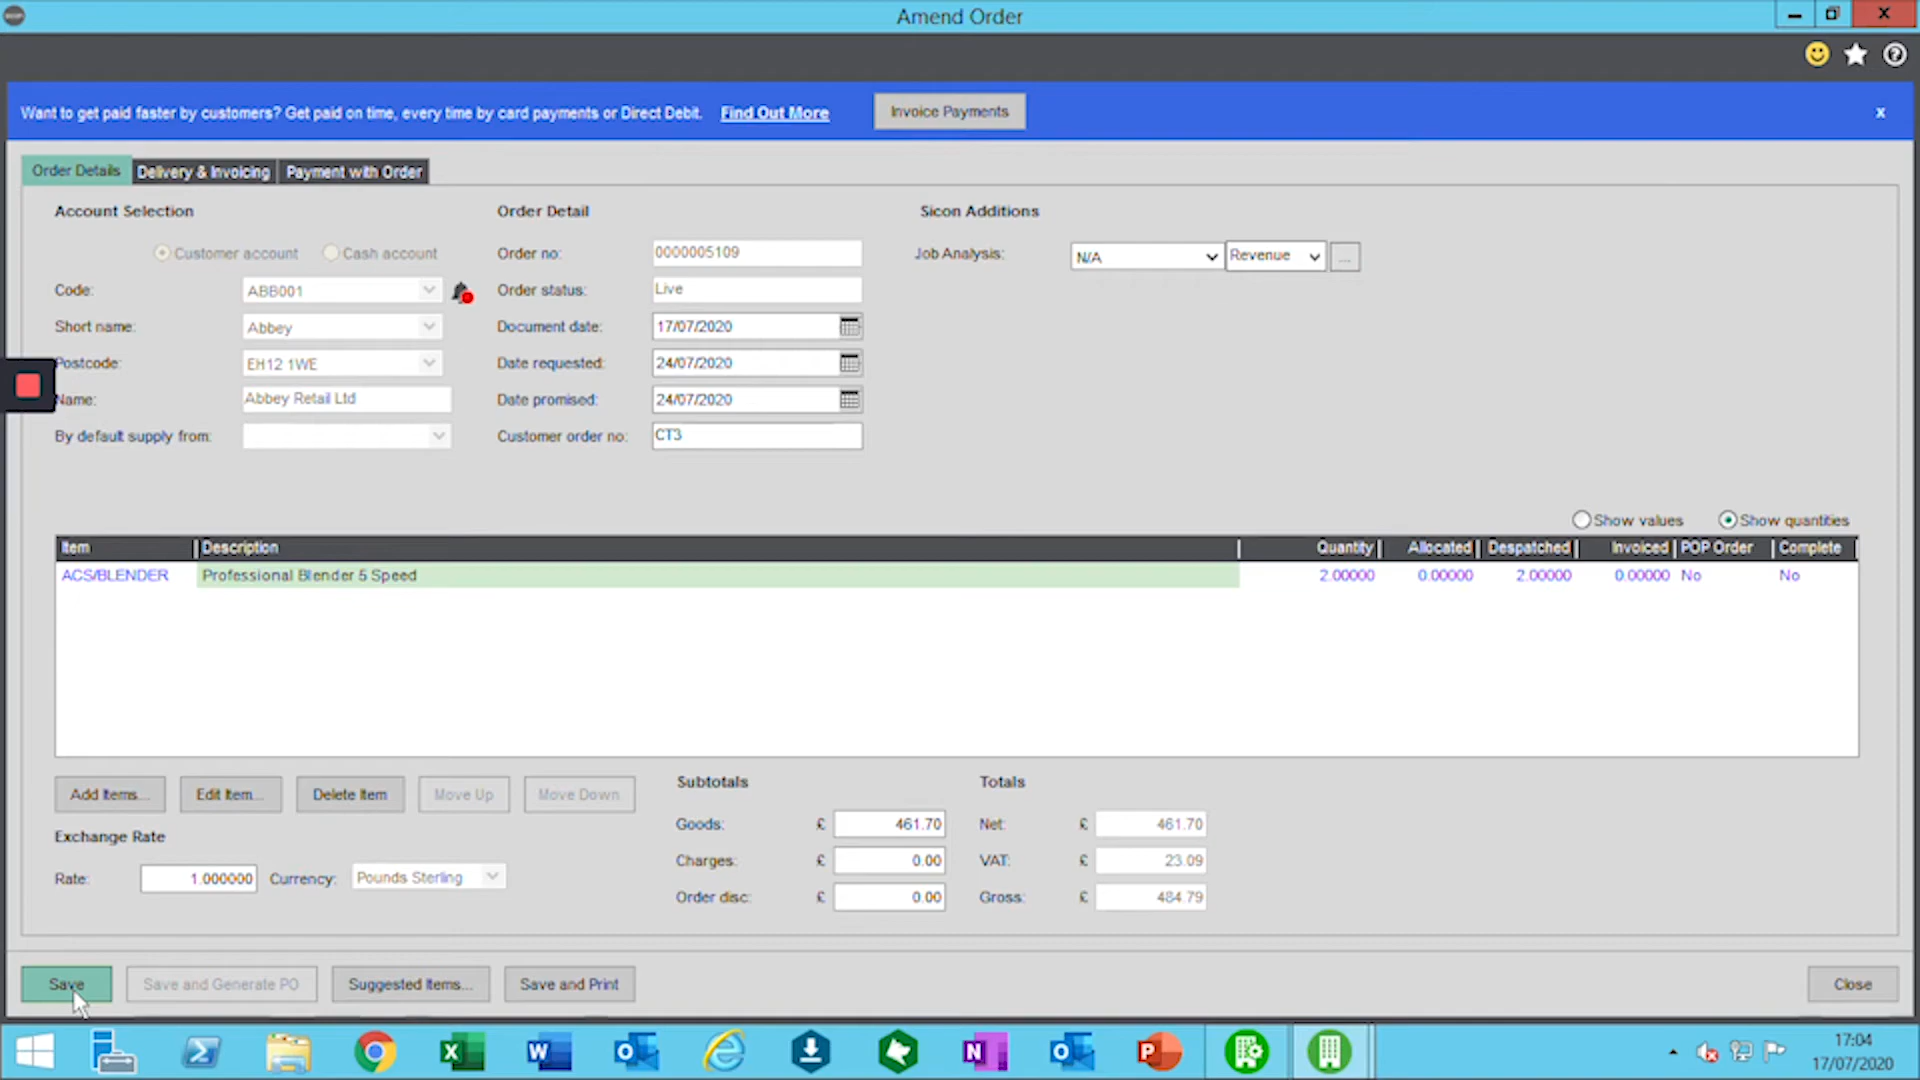 Amend Order
Want to get paid faster by customers? Get paid on time, every time by card payments or Direct Debit. Find Out More Invoice Payments x
Order Details Delivery & Invoicing Payment with Order
Account Selection Order Detail Sicon Additions
Customer account Cash account Order no: 0000005109 Job Analysis: N/A Revenue ...
Code: ABB001 Order status: Live
Short name: Abbey Document date: 17/07/2020
Postcode: EH12 1WE Date requested: 24/07/2020
Name: Abbey Retail Ltd Date promised: 24/07/2020
By default supply from: Customer order no: CT3
Show values Show quantities
Item Description Quantity Allocated Despatched Invoiced POP Order Complete
ACS/BLENDER Professional Blender 5 Speed 2.00000 0.00000 2.00000 0.00000 No No
Add Items... Edit Item... Delete Item Move Up Move Down Subtotals Totals
Goods: £ 461.70 Net: £ 461.70
Exchange Rate
Charges: £ 0.00 VAT: £ 23.09
Rate: 1.000000 Currency: Pounds Sterling
Order disc: £ 0.00 Gross: £ 484.79
Save Save and Generate PO Suggested Items... Save and Print Close
17:04
17/07/2020